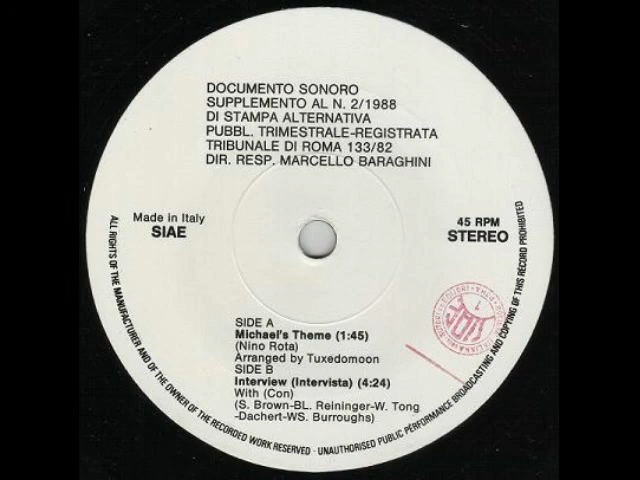 DOCUMENTO SONORO
SUPPLEMENTO AL N. 2/1988
DI STAMPA ALTERNATIVA
PUBBL. TRIMESTRALE-REGISTRATA
TRIBUNALE DI ROMA 133/82
DIR. RESP. MARCELLO BARAGHINI
Made in Italy
SIAE
45 RPM
STEREO
SIDE A
Michael's Theme (1:45)
(Nino Rota)
Arranged by Tuxedomoon
SIDE B
Interview (Intervista) (4:24)
With (Con)
(S. Brown-BL. Reininger-W. Tong
-Dachert-WS. Burroughs)
ALL RIGHTS OF THE MANUFACTURER AND OF THE OWNER OF THE RECORDED WORK RESERVED - UNAUTHORISED PUBLIC PERFORMANCE BROADCASTING AND COPYING OF THIS RECORD PROHIBITED